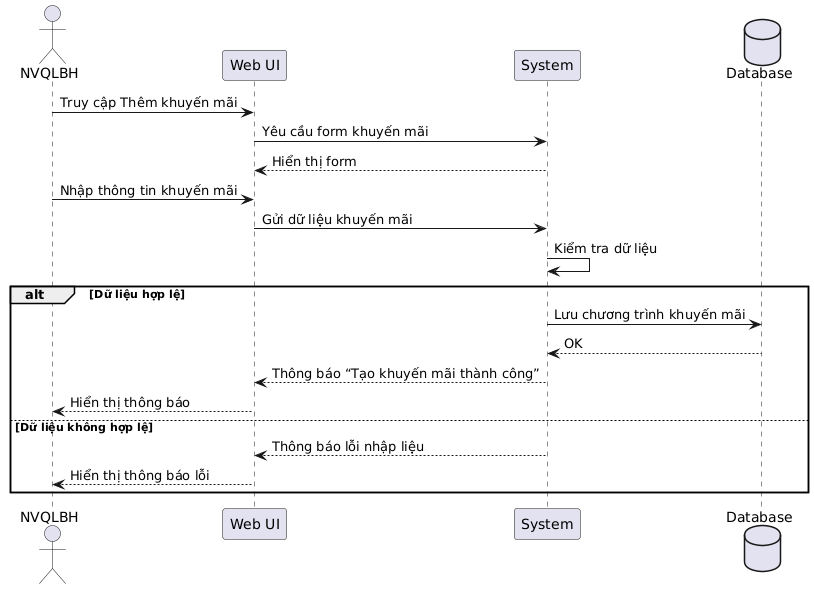 NVQLBH
Web UI
System
Database
Truy cập Thêm khuyến mãi
Yêu cầu form khuyến mãi
Hiển thị form
Nhập thông tin khuyến mãi
Gửi dữ liệu khuyến mãi
Kiểm tra dữ liệu
alt [Dữ liệu hợp lệ]
Lưu chương trình khuyến mãi
OK
Thông báo “Tạo khuyến mãi thành công”
Hiển thị thông báo
[Dữ liệu không hợp lệ]
Thông báo lỗi nhập liệu
Hiển thị thông báo lỗi
NVQLBH
Web UI
System
Database